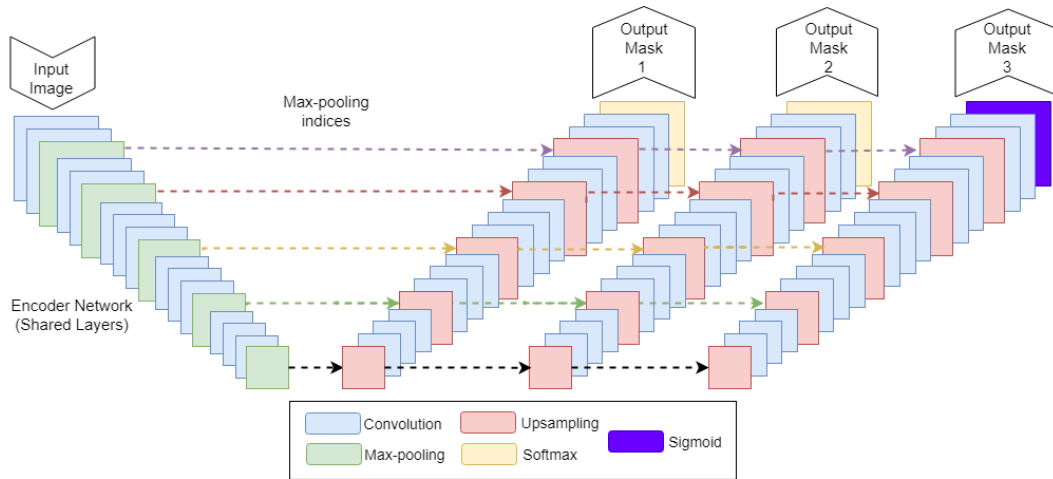 Input
Image
Output
Mask
1
Output
Mask
2
Output
Mask
3
Max-pooling
indices
Encoder Network
(Shared Layers)
Convolution
Upsampling
Sigmoid
Max-pooling
Softmax